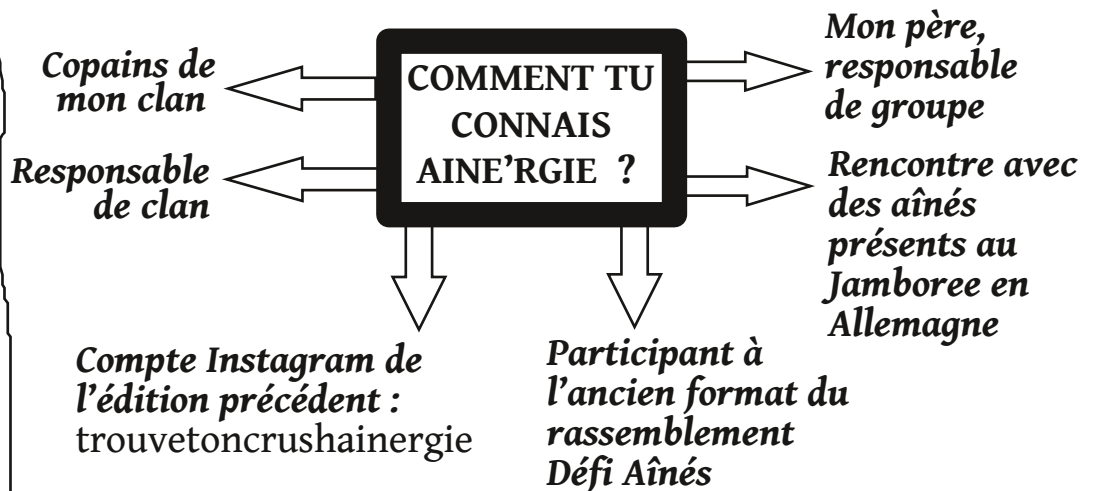 COMMENT TU
CONNAIS
AINE’RGIE ?
Copains de
mon clan
Responsable
de clan
Mon père,
responsable
de groupe
Rencontre avec
des aînés
présents au
Jamboree en
Allemagne
Compte Instagram de
l’édition précédent :
trouvetoncrushainergie
Participant à
l’ancien format du
rassemblement
Défi Aînés